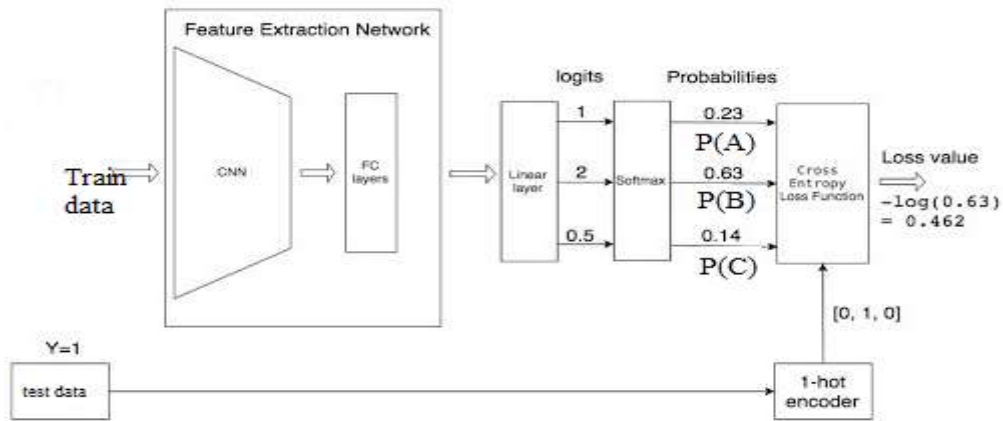 Feature Extraction Network
logits
Probabilities
Train
data
CNN
FC
layers
Linear
layer
1
2
0.5
Softmax
0.23
P(A)
0.63
P(B)
0.14
P(C)
Cross
Entropy
Loss Function
Loss value
-log(0.63)
= 0.462
[0, 1, 0]
Y=1
test data
1-hot
encoder